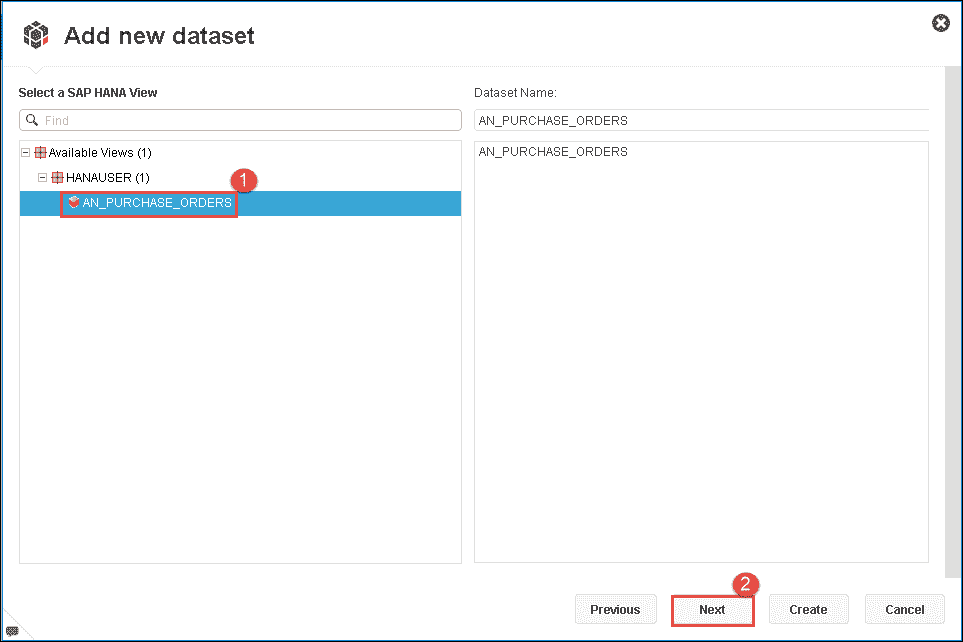 Add new dataset
Select a SAP HANA View
Find
Available Views (1)
HANAUSER (1)
1
AN_PURCHASE_ORDERS
Dataset Name:
AN_PURCHASE_ORDERS
AN_PURCHASE_ORDERS
2
Previous
Next
Create
Cancel